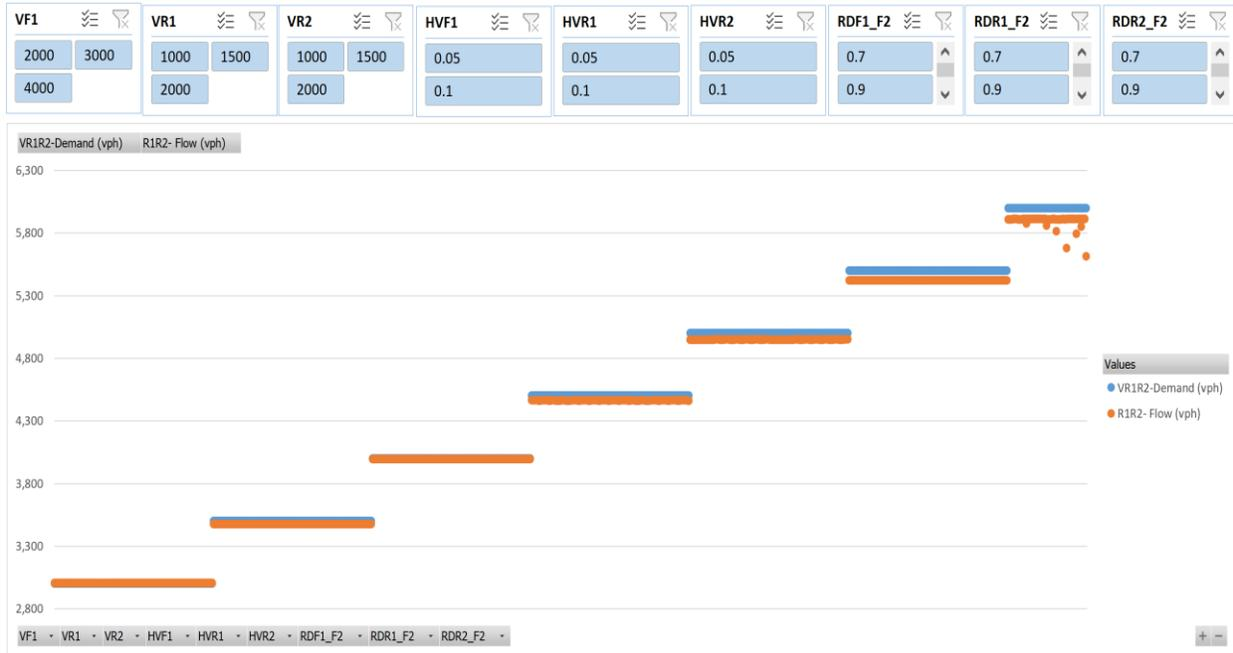 VF1 VR1 VR2 HVF1 HVR1 HVR2 RDF1_F2 RDR1_F2 RDR2_F2
2000 3000 1000 1500 1000 1500 0.05 0.05 0.05 0.7 0.7 0.7
4000 2000 2000 0.1 0.1 0.1 0.9 0.9 0.9
VR1R2-Demand (vph) R1R2- Flow (vph)
6,300
5,800
5,300
4,800
4,300
3,800
3,300
2,800
Values
VR1R2-Demand (vph)
R1R2- Flow (vph)
VF1 VR1 VR2 HVF1 HVR1 HVR2 RDF1_F2 RDR1_F2 RDR2_F2
+ −